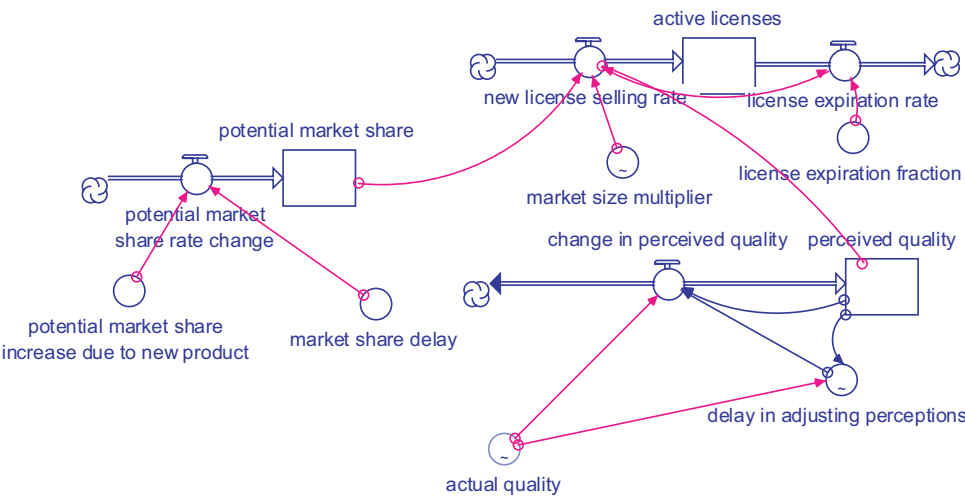 active licenses
new license selling rate
license expiration rate
potential market share
license expiration fraction
market size multiplier
potential market
share rate change
change in perceived quality
perceived quality
potential market share
increase due to new product
market share delay
delay in adjusting perceptions
actual quality
~
~
~